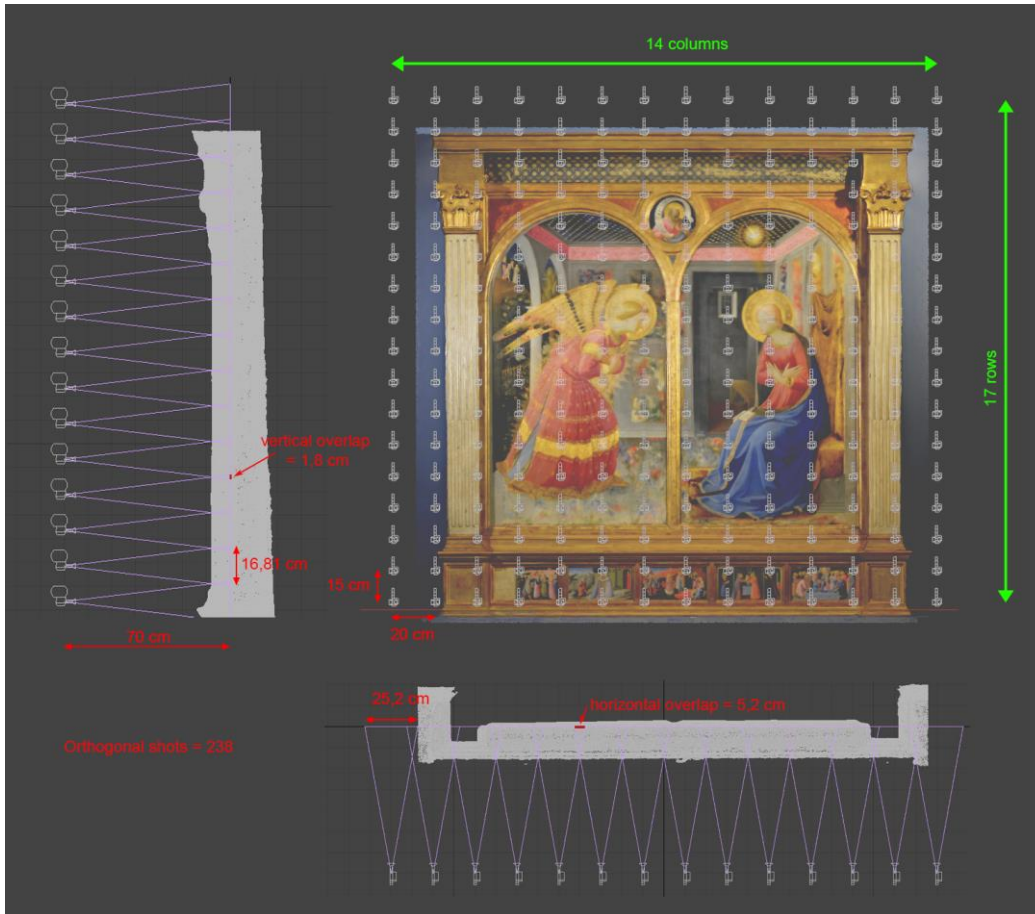 14 columns
17 rows
vertical overlap
= 1,8 cm
16,81 cm
15 cm
70 cm
20 cm
25,2 cm
horizontal overlap = 5,2 cm
Orthogonal shots = 238